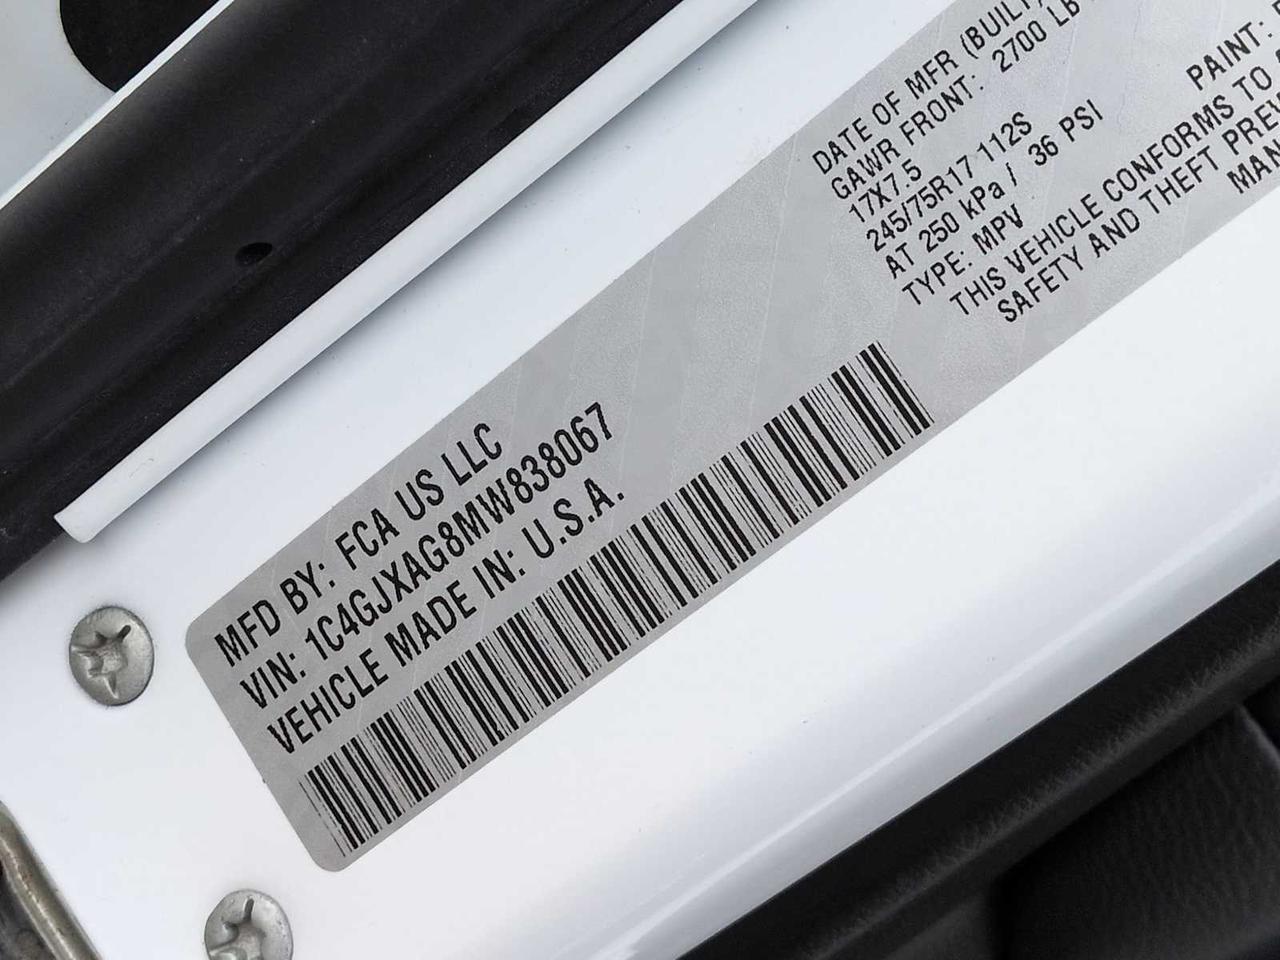 MFD BY: FCA US LLC
VIN: 1C4GJXAG8MW838067
VEHICLE MADE IN: U.S.A.
DATE OF MFR (BUILT)
GAWR FRONT: 2700 LB
17X7.5
245/75R17 112S
AT 250 kPa / 36 PSI
TYPE: MPV
PAINT:
THIS VEHICLE CONFORMS TO
SAFETY AND THEFT